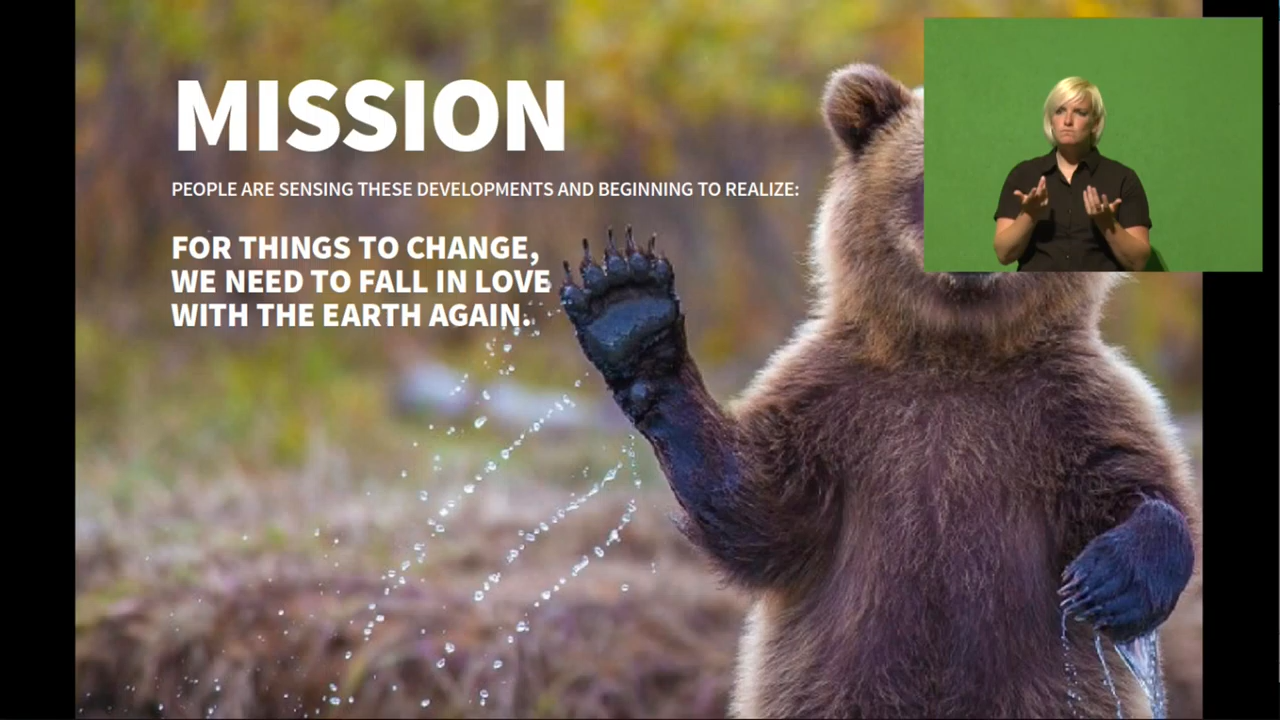 MISSION
PEOPLE ARE SENSING THESE DEVELOPMENTS AND BEGINNING TO REALIZE:
FOR THINGS TO CHANGE,
WE NEED TO FALL IN LOVE
WITH THE EARTH AGAIN.